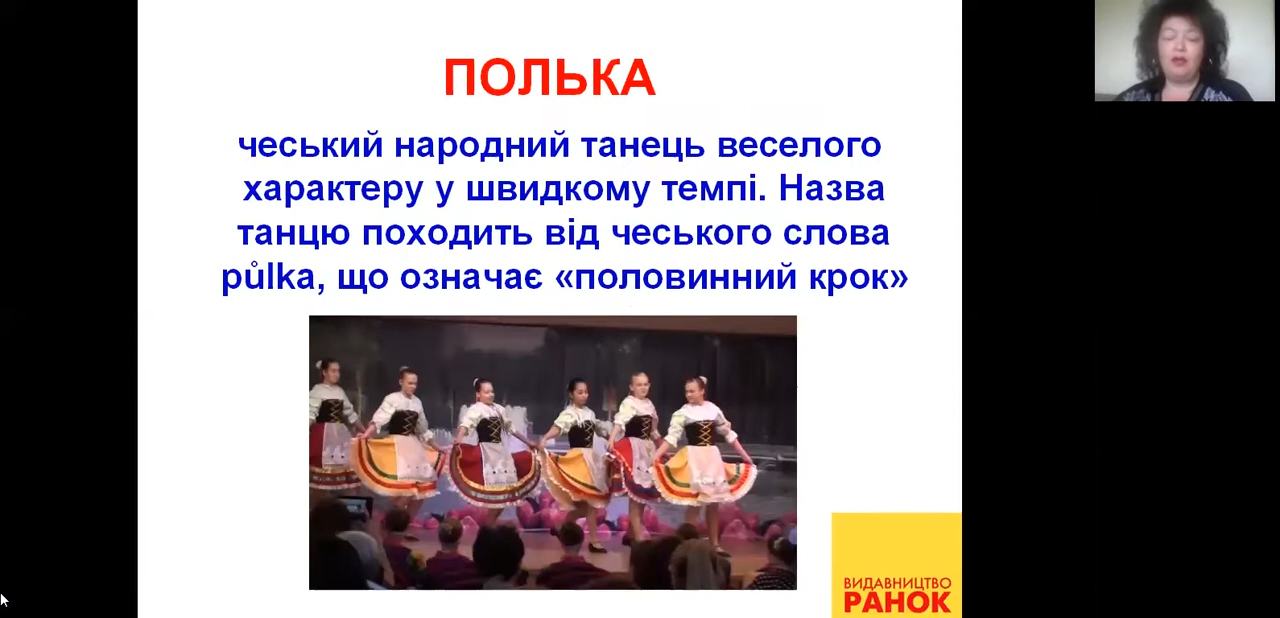 ПОЛЬКА
чеський народний танець веселого
характеру у швидкому темпі. Назва
танцю походить від чеського слова
půlka, що означає «половинний крок»
ВИДАВНИЦТВО
РАНОК